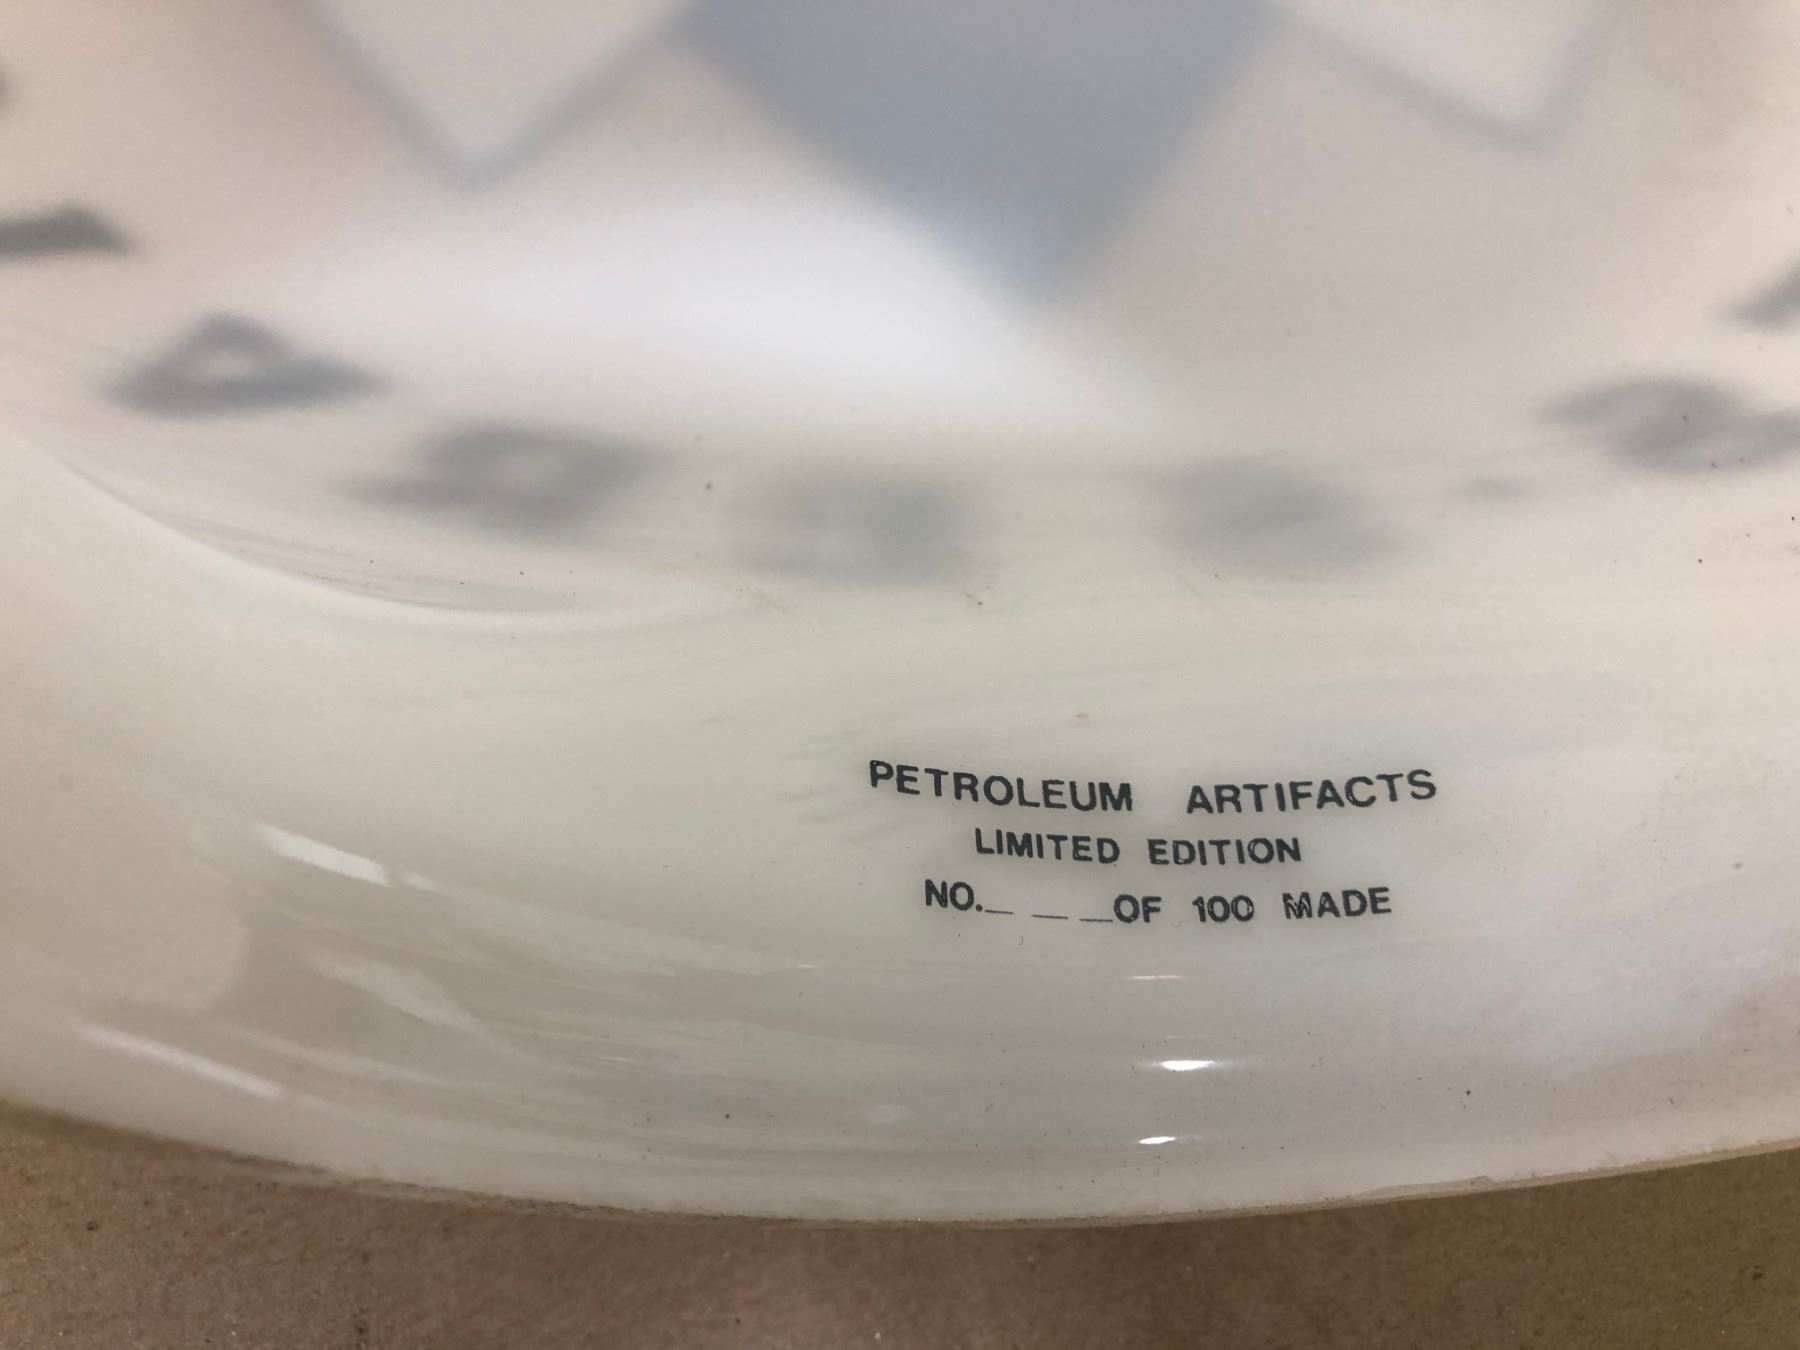 PETROLEUM ARTIFACTS
LIMITED EDITION
NO._ _ _OF 100 MADE